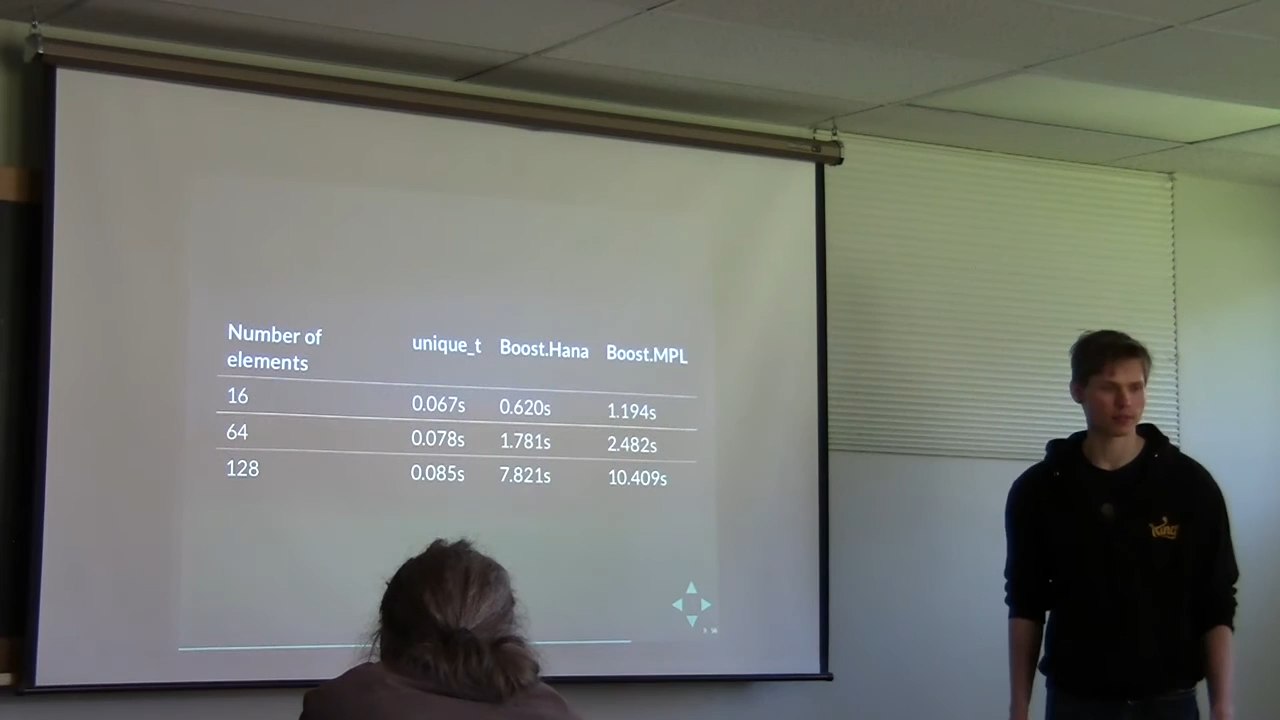 Number of
elements
unique_t Boost.Hana Boost.MPL
16 0.067s 0.620s 1.194s
64 0.078s 1.781s 2.482s
128 0.085s 7.821s 10.409s
King